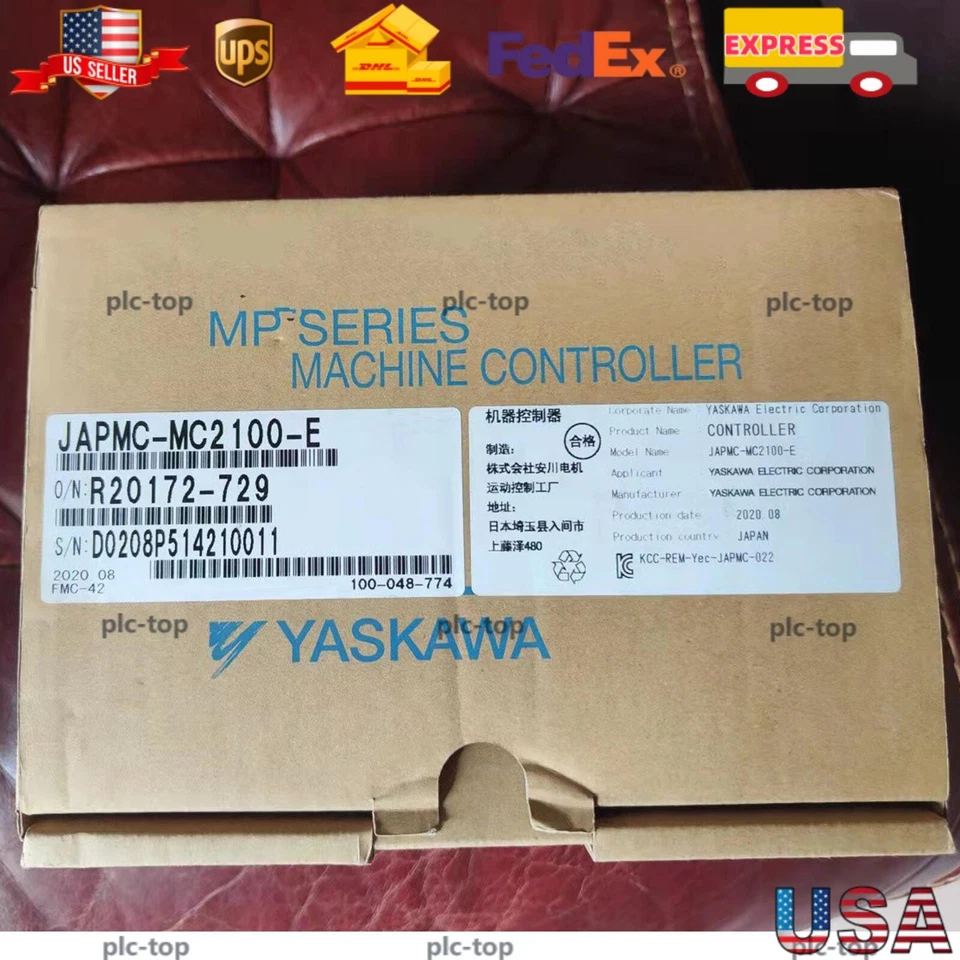 US SELLER
ups
DHL
DHL
FedEx®
EXPRESS
plc-top plc-top plc-top
MP SERIES
MACHINE CONTROLLER
JAPMC-MC2100-E
O/N:R20172-729
S/N:D0208P514210011
2020 08
FMC-42
100-048-774
机器控制器
合格
制造:
株式会社安川电机
运动控制工厂
地址:
日本埼玉县入间市
上藤泽480
Corporate Name YASKAWA Electric Corporation
Product Name CONTROLLER
Model Name JAPMC-MC2100-E
Applicant YASKAWA ELECTRIC CORPORATION
Manufacturer YASKAWA ELECTRIC CORPORATION
Production date 2020.08
Production country JAPAN
KCC-REM-Yec-JAPMC-022
plc-top plc-top plc-top
YASKAWA
USA
plc-top plc-top plc-top